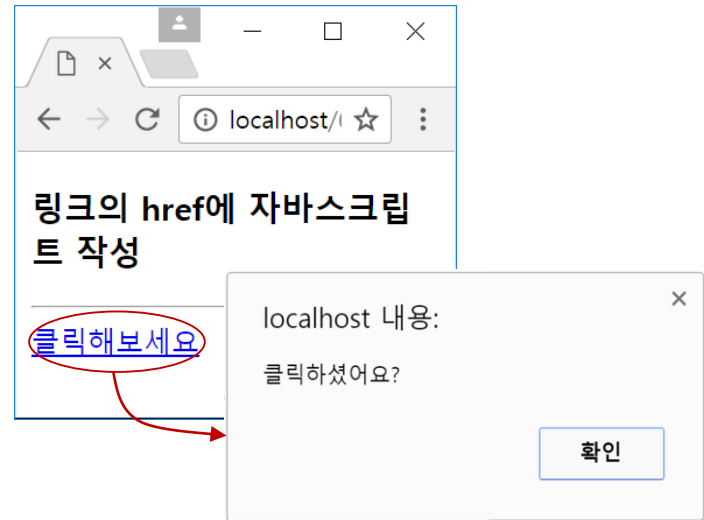 localhost/
링크의 href에 자바스크립
트 작성
클릭해보세요
localhost 내용:
클릭하셨어요?
확인